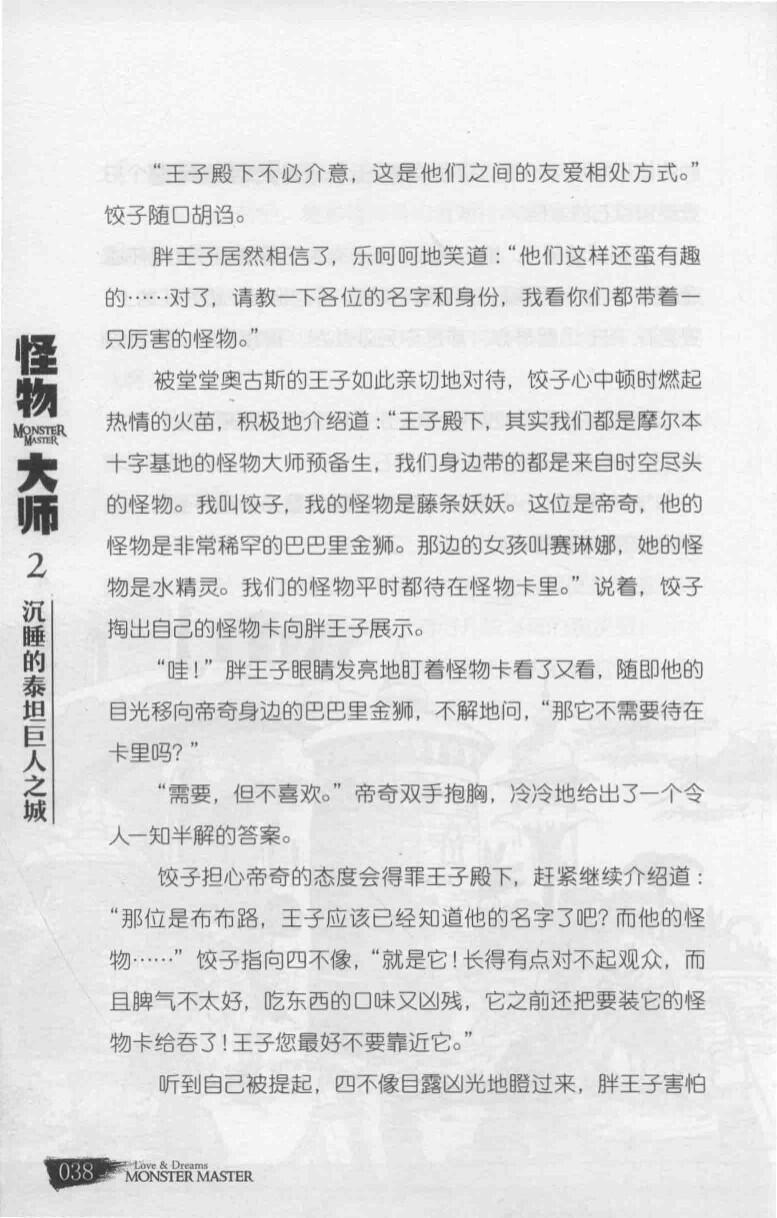 “王子殿下不必介意，这是他们之间的友爱相处方式。”
饺子随口胡诌。
胖王子居然相信了，乐呵呵地笑道：“他们这样还蛮有趣
的……对了，请教一下各位的名字和身份，我看你们都带着一
只厉害的怪物。”
被堂堂奥古斯的王子如此亲切地对待，饺子心中顿时燃起
热情的火苗，积极地介绍道：“王子殿下，其实我们都是摩尔本
十字基地的怪物大师预备生，我们身边带的都是来自时空尽头
的怪物。我叫饺子，我的怪物是藤条妖妖。这位是帝奇，他的
怪物是非常稀罕的巴巴里金狮。那边的女孩叫赛琳娜，她的怪
物是水精灵。我们的怪物平时都待在怪物卡里。”说着，饺子
掏出自己的怪物卡向胖王子展示。
“哇！”胖王子眼睛发亮地盯着怪物卡看了又看，随即他的
目光移向帝奇身边的巴巴里金狮，不解地问，“那它不需要待在
卡里吗？”
“需要，但不喜欢。”帝奇双手抱胸，冷冷地给出了一个令
人一知半解的答案。
饺子担心帝奇的态度会得罪王子殿下，赶紧继续介绍道：
“那位是布布路，王子应该已经知道他的名字了吧？而他的怪
物……”饺子指向四不像，“就是它！长得有点对不起观众，而
且脾气不太好，吃东西的口味又凶残，它之前还把要装它的怪
物卡给吞了！王子您最好不要靠近它。”
听到自己被提起，四不像目露凶光地瞪过来，胖王子害怕
怪物
MONSTER
MASTER
大师
2
沉睡的泰坦巨人之城
038
Love & Dreams
MONSTER MASTER